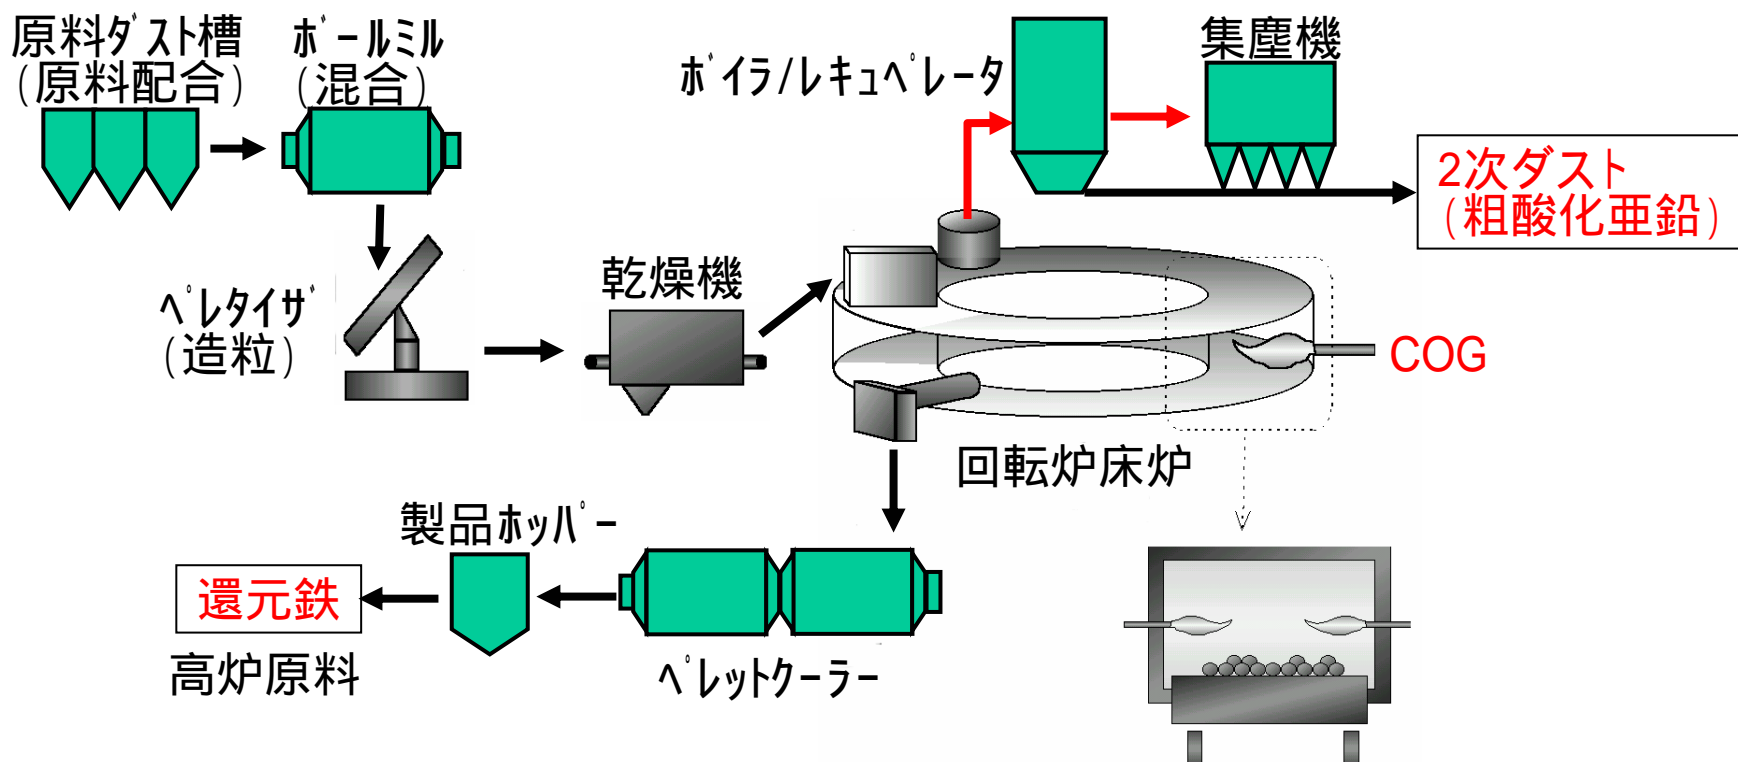 原料ﾀﾞｽﾄ槽
(原料配合)
ﾎﾞｰﾙﾐﾙ
(混合)
ﾎﾞｲﾗ/ﾚｷｭﾍﾟﾚｰﾀ
集塵機
2次ダスト
(粗酸化亜鉛)
ﾍﾟﾚﾀｲｻﾞ
(造粒)
乾燥機
COG
回転炉床炉
製品ﾎｯﾊﾟｰ
還元鉄
高炉原料
ﾍﾟﾚｯﾄｸｰﾗｰ